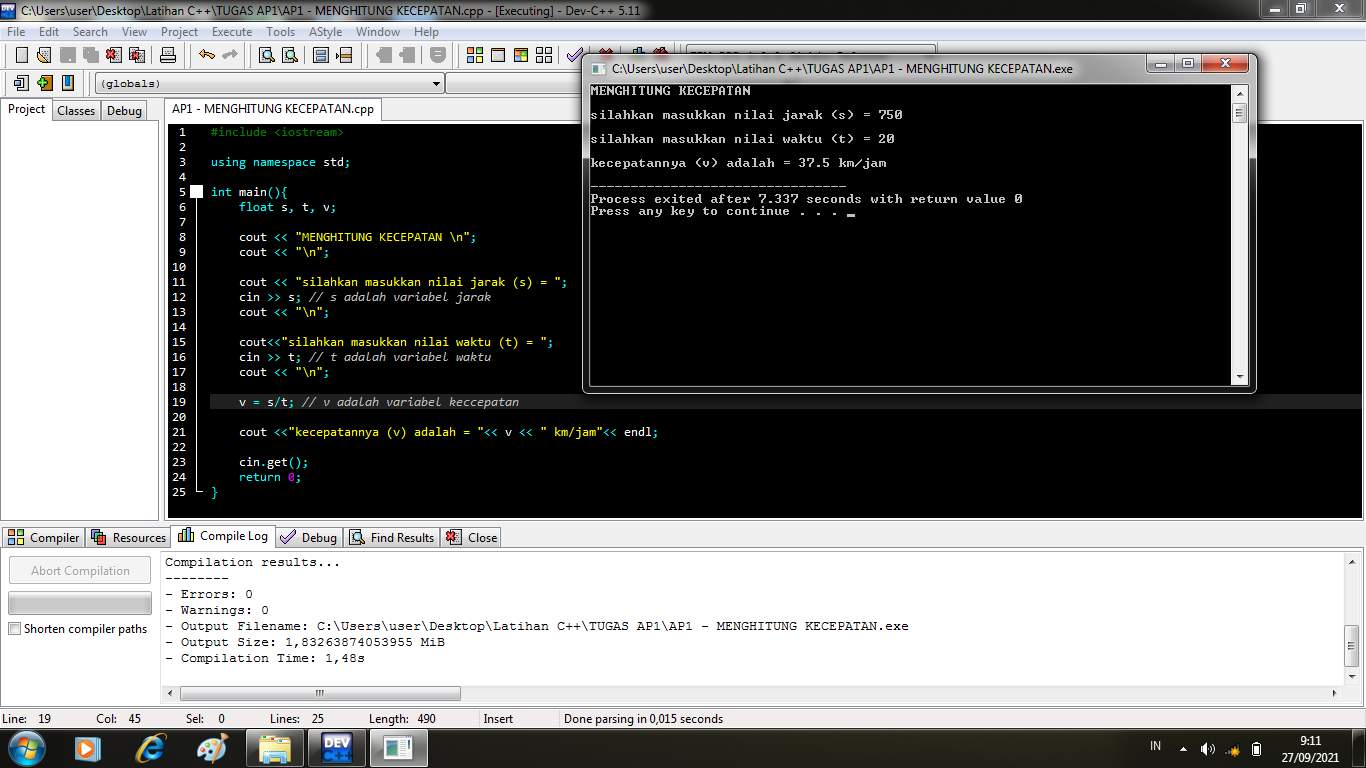 C:\Users\user\Desktop\Latihan C++\TUGAS AP1\AP1 - MENGHITUNG KECEPATAN.cpp - [Executing] - Dev-C++ 5.11
File Edit Search View Project Execute Tools AStyle Window Help
(globals)
Project Classes Debug
AP1 - MENGHITUNG KECEPATAN.cpp
1 #include <iostream>
2
3 using namespace std;
4
5 int main(){
6 float s, t, v;
7
8 cout << "MENGHITUNG KECEPATAN \n";
9 cout << "\n";
10
11 cout << "silahkan masukkan nilai jarak (s) = ";
12 cin >> s; // s adalah variabel jarak
13 cout << "\n";
14
15 cout<<"silahkan masukkan nilai waktu (t) = ";
16 cin >> t; // t adalah variabel waktu
17 cout << "\n";
18
19 v = s/t; // v adalah variabel keccepatan
20
21 cout <<"kecepatannya (v) adalah = "<< v << " km/jam"<< endl;
22
23 cin.get();
24 return 0;
25 }
C:\Users\user\Desktop\Latihan C++\TUGAS AP1\AP1 - MENGHITUNG KECEPATAN.exe
MENGHITUNG KECEPATAN
silahkan masukkan nilai jarak (s) = 750
silahkan masukkan nilai waktu (t) = 20
kecepatannya (v) adalah = 37.5 km/jam
--------------------------------
Process exited after 7.337 seconds with return value 0
Press any key to continue . . .
Compiler Resources Compile Log Debug Find Results Close
Abort Compilation
Shorten compiler paths
Compilation results...
--------
- Errors: 0
- Warnings: 0
- Output Filename: C:\Users\user\Desktop\Latihan C++\TUGAS AP1\AP1 - MENGHITUNG KECEPATAN.exe
- Output Size: 1,83263874053955 MiB
- Compilation Time: 1,48s
Line: 19 Col: 45 Sel: 0 Lines: 25 Length: 490 Insert Done parsing in 0,015 seconds
DEV C++
IN
9:11
27/09/2021